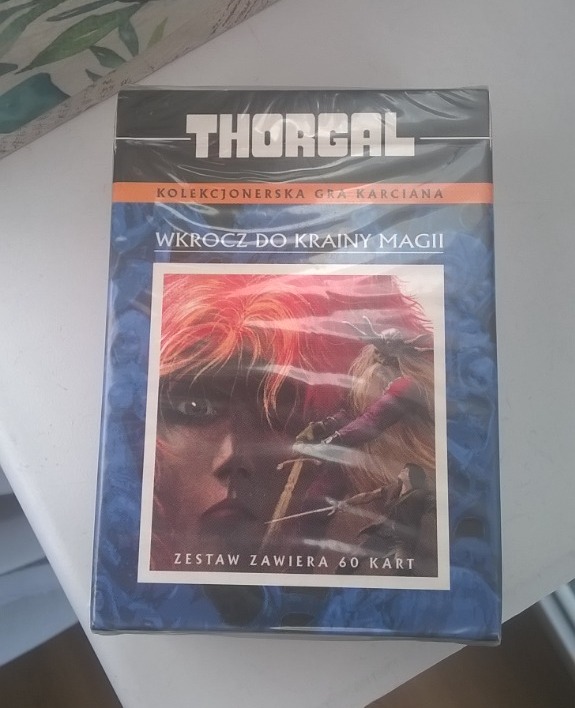 THORGAL
KOLEKCJONERSKA GRA KARCIANA
WKROCZ DO KRAINY MAGII
ZESTAW ZAWIERA 60 KART